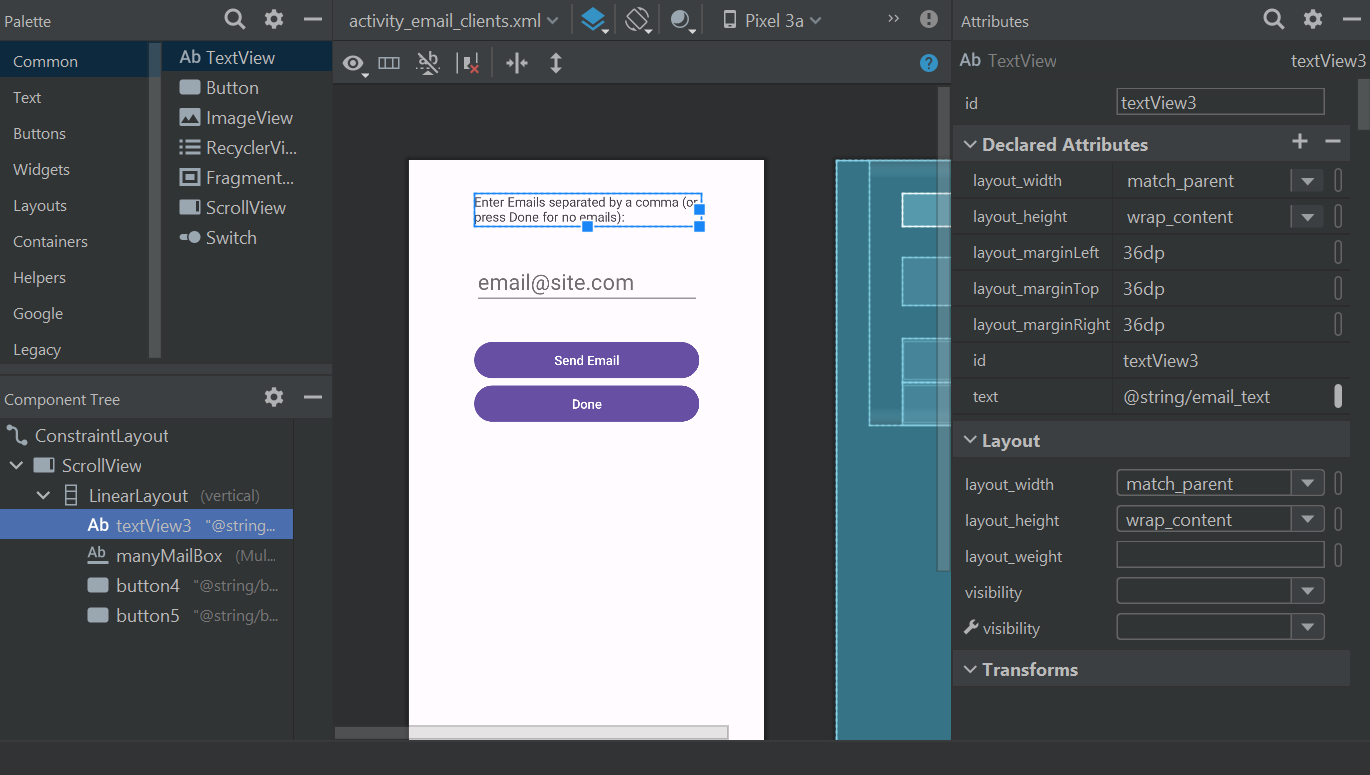 Palette
Common
Text
Buttons
Widgets
Layouts
Containers
Helpers
Google
Legacy
Ab TextView
Button
ImageView
RecyclerVi...
Fragment...
ScrollView
Switch
Component Tree
ConstraintLayout
ScrollView
LinearLayout (vertical)
Ab textView3 "@string...
Ab manyMailBox (Mul...
button4 "@string/b...
button5 "@string/b...
activity_email_clients.xml
Pixel 3a
Enter Emails separated by a comma (or
press Done for no emails):
email@site.com
Send Email
Done
Attributes
Ab TextView textView3
id textView3
Declared Attributes
layout_width match_parent
layout_height wrap_content
layout_marginLeft 36dp
layout_marginTop 36dp
layout_marginRight 36dp
id textView3
text @string/email_text
Layout
layout_width match_parent
layout_height wrap_content
layout_weight
visibility
visibility
Transforms